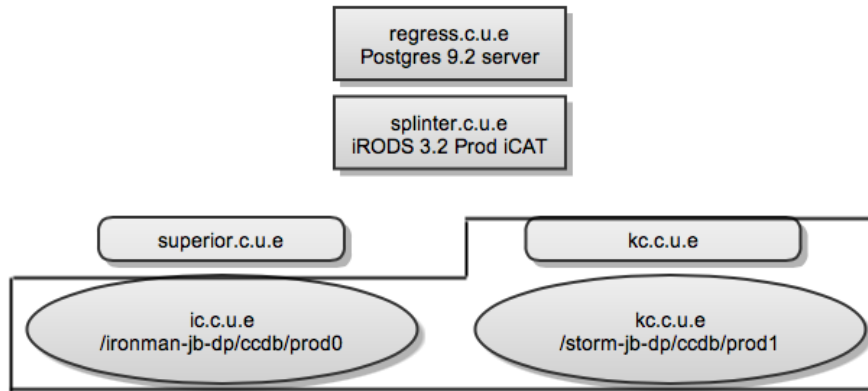 regress.c.u.e
Postgres 9.2 server
splinter.c.u.e
iRODS 3.2 Prod iCAT
superior.c.u.e
kc.c.u.e
ic.c.u.e
/ironman-jb-dp/ccdb/prod0
kc.c.u.e
/storm-jb-dp/ccdb/prod1